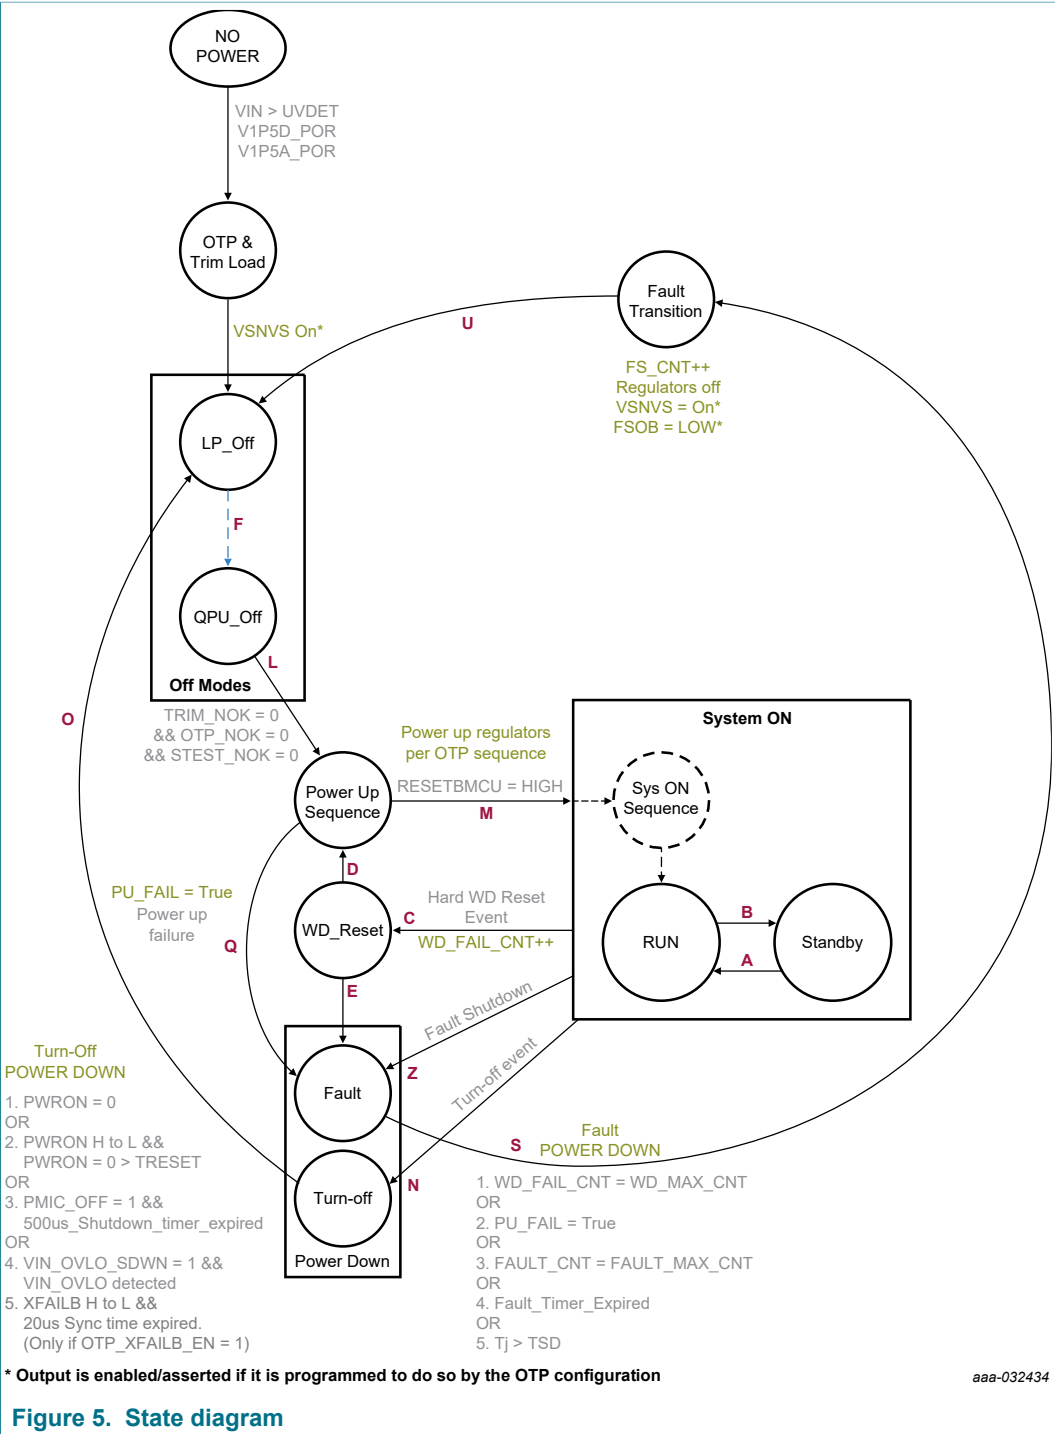 NO
POWER
VIN > UVDET
V1P5D_POR
V1P5A_POR
OTP &
Trim Load
VSNVS On*
Fault
Transition
U
FS_CNT++
Regulators off
VSNVS = On*
FSOB = LOW*
LP_Off
F
QPU_Off
L
Off Modes
O
TRIM_NOK = 0
&& OTP_NOK = 0
&& STEST_NOK = 0
Power up regulators
per OTP sequence
RESETBMCU = HIGH
M
System ON
Sys ON
Sequence
Power Up
Sequence
D
PU_FAIL = True
Power up
failure
Q
WD_Reset
C
Hard WD Reset
Event
WD_FAIL_CNT++
RUN
B
A
Standby
E
Fault Shutdown
Z
Turn-off event
N
Fault
Turn-off
Power Down
S
Fault
POWER DOWN
Turn-Off
POWER DOWN
1. PWRON = 0
OR
2. PWRON H to L &&
PWRON = 0 > TRESET
OR
3. PMIC_OFF = 1 &&
500us_Shutdown_timer_expired
OR
4. VIN_OVLO_SDWN = 1 &&
VIN_OVLO detected
5. XFAILB H to L &&
20us Sync time expired.
(Only if OTP_XFAILB_EN = 1)
1. WD_FAIL_CNT = WD_MAX_CNT
OR
2. PU_FAIL = True
OR
3. FAULT_CNT = FAULT_MAX_CNT
OR
4. Fault_Timer_Expired
OR
5. Tj > TSD
* Output is enabled/asserted if it is programmed to do so by the OTP configuration
aaa-032434
Figure 5. State diagram